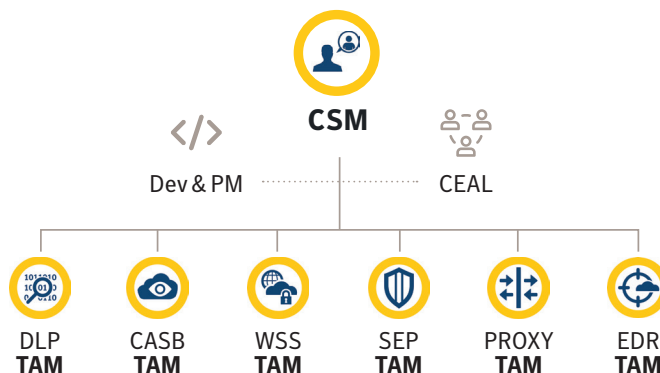 CSM
Dev & PM
CEAL
DLP
TAM
CASB
TAM
WSS
TAM
SEP
TAM
PROXY
TAM
EDR
TAM